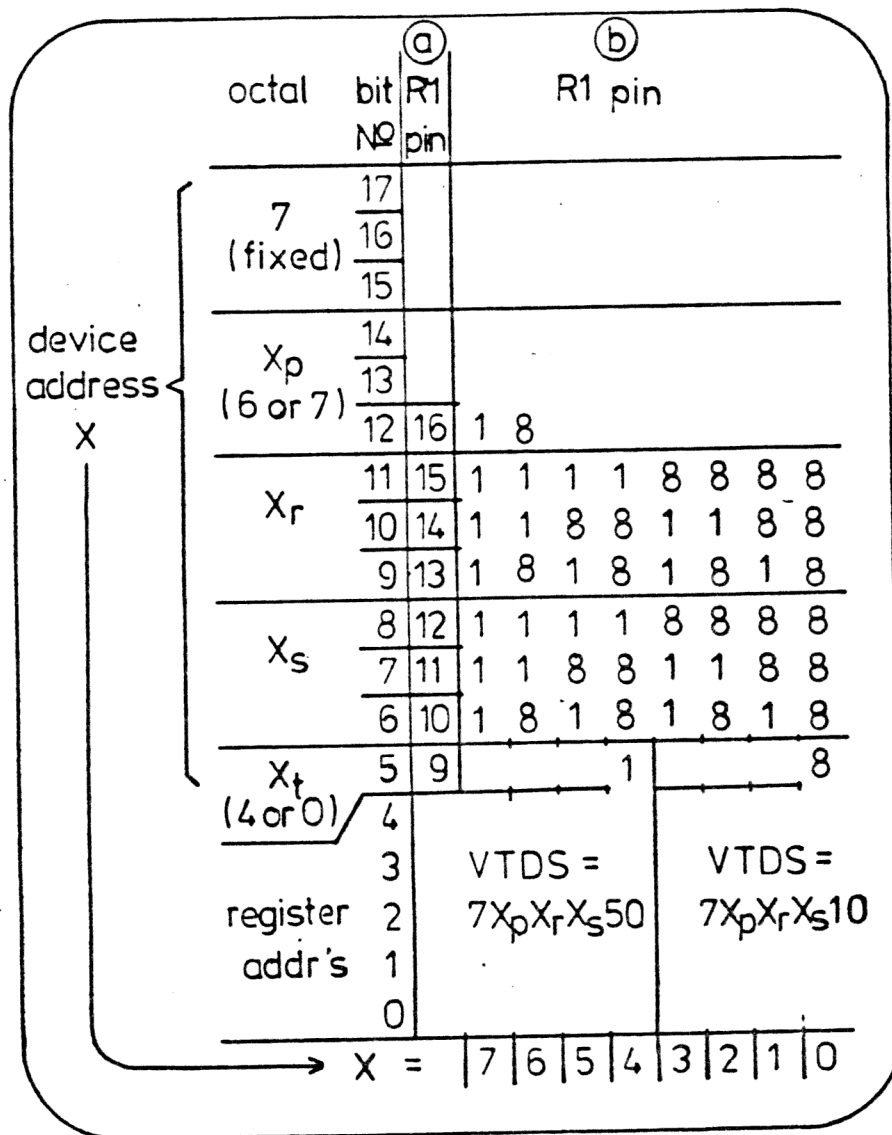 a b
octal bit R1 R1 pin
Nº pin
17
7 16
(fixed)
15
14
device Xp 13
address (6 or 7)
X 12 16 1 8
11 15 1 1 1 1 8 8 8 8
Xr 10 14 1 1 8 8 1 1 8 8
9 13 1 8 1 8 1 8 1 8
8 12 1 1 1 1 8 8 8 8
Xs 7 11 1 1 8 8 1 1 8 8
6 10 1 8 1 8 1 8 1 8
Xt 5 9 1 8
(4 or 0) 4
3 VTDS = VTDS =
register 2 7XpXrXs50 7XpXrXs10
addr's 1
0
X = 7 6 5 4 3 2 1 0